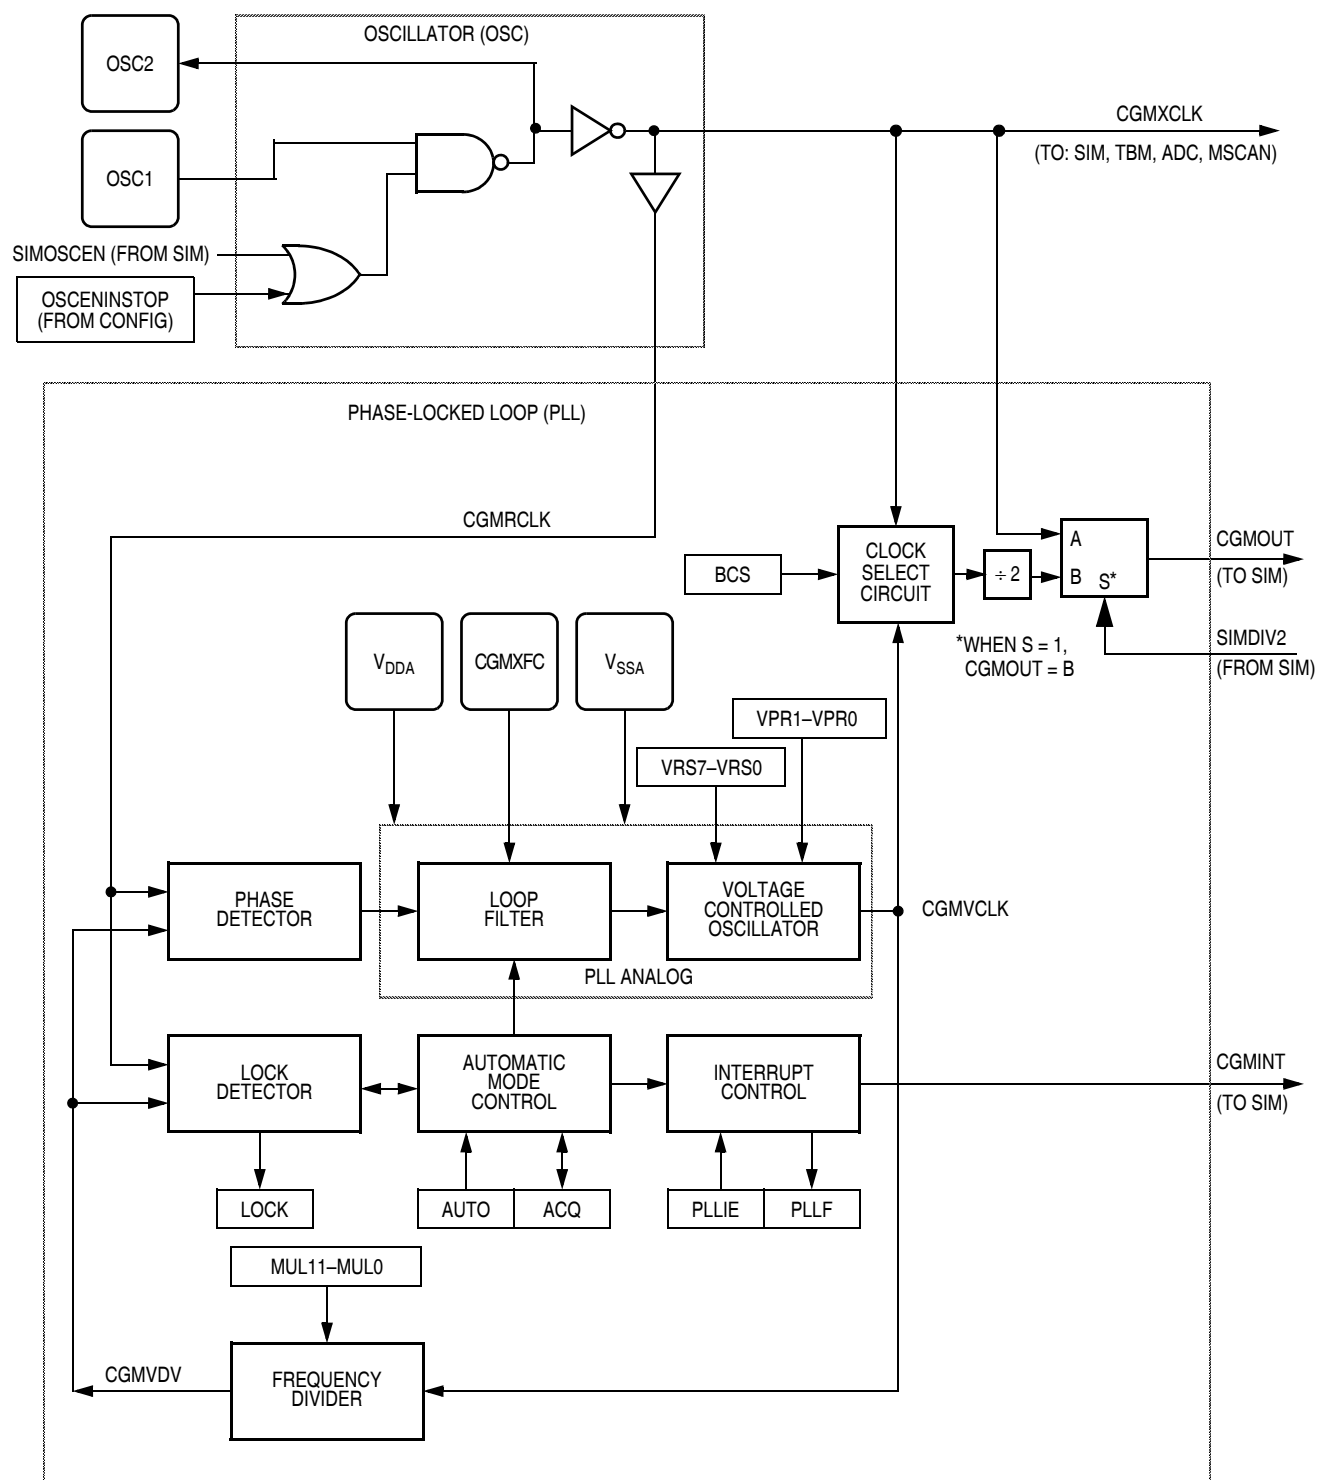 OSCILLATOR (OSC)
OSC2
OSC1
CGMXCLK
(TO: SIM, TBM, ADC, MSCAN)
SIMOSCEN (FROM SIM)
OSCENINSTOP
(FROM CONFIG)
PHASE-LOCKED LOOP (PLL)
CGMRCLK
BCS
CLOCK
SELECT
CIRCUIT
÷ 2
A
B
S*
CGMOUT
(TO SIM)
*WHEN S = 1,
CGMOUT = B
SIMDIV2
(FROM SIM)
VDDA
CGMXFC
VSSA
VPR1–VPR0
VRS7–VRS0
PHASE
DETECTOR
LOOP
FILTER
VOLTAGE
CONTROLLED
OSCILLATOR
CGMVCLK
PLL ANALOG
LOCK
DETECTOR
AUTOMATIC
MODE
CONTROL
INTERRUPT
CONTROL
CGMINT
(TO SIM)
LOCK
AUTO
ACQ
PLLIE
PLLF
MUL11–MUL0
CGMVDV
FREQUENCY
DIVIDER